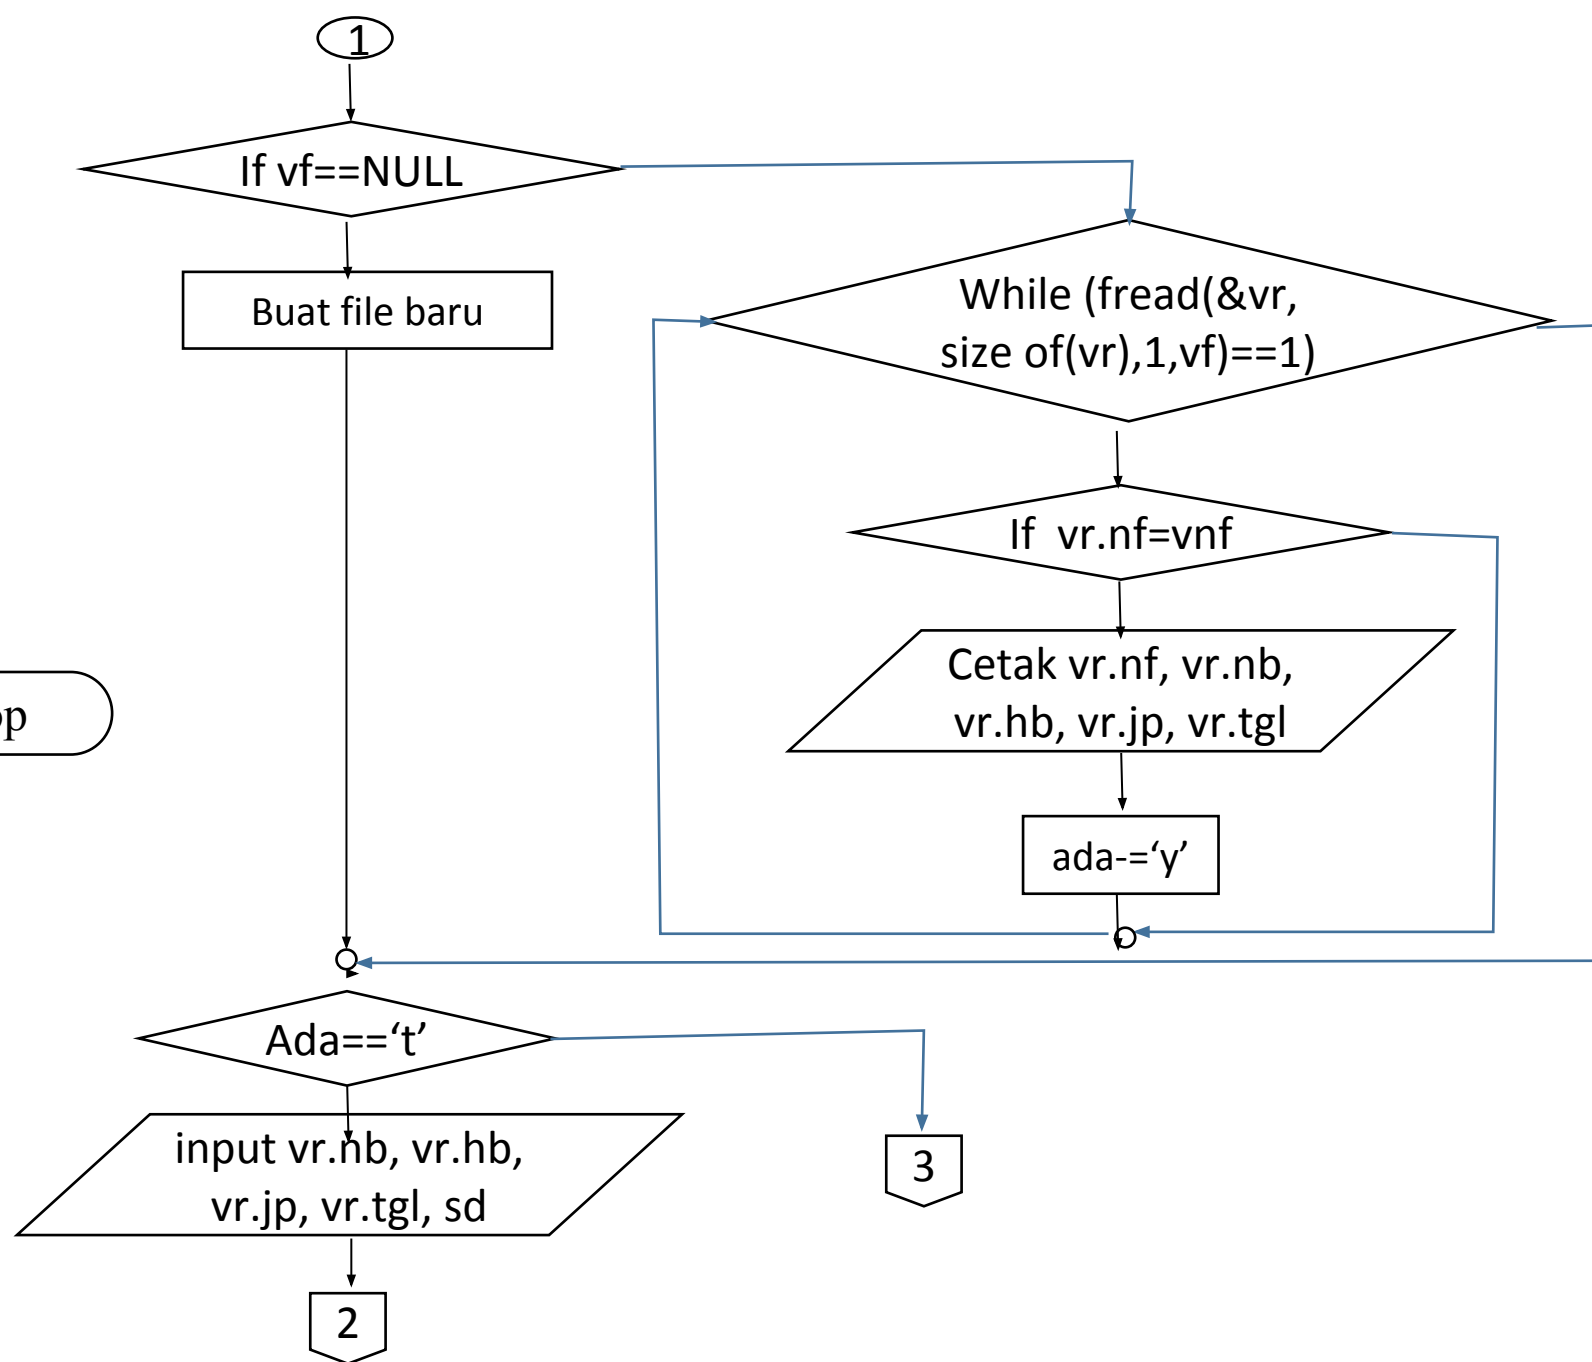 1
If vf==NULL
Buat file baru
While (fread(&vr,
size of(vr),1,vf)==1)
If vr.nf=vnf
Cetak vr.nf, vr.nb,
vr.hb, vr.jp, vr.tgl
ada-=‘y’
Ada==‘t’
input vr.nb, vr.hb,
vr.jp, vr.tgl, sd
3
2